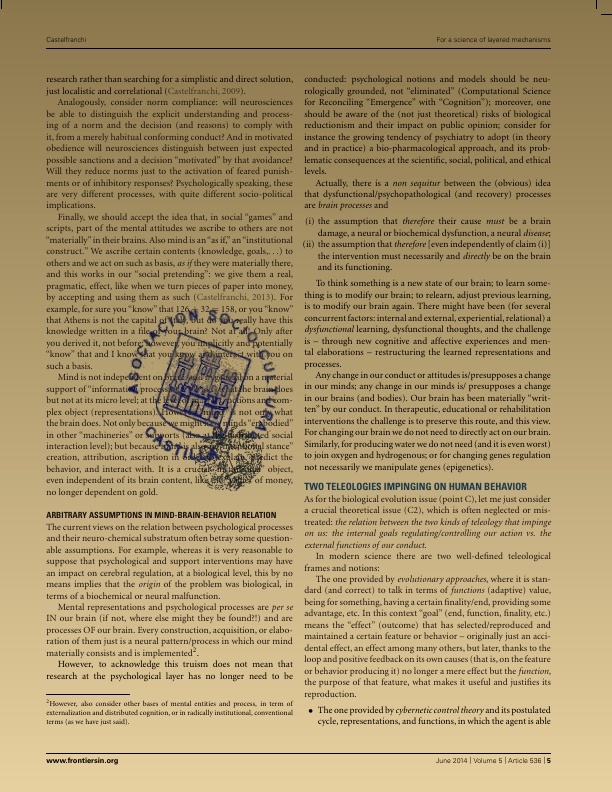 Castelfranchi
For a science of layered mechanisms
research rather than searching for a simplistic and direct solution,
just localistic and correlational (Castelfranchi, 2009).
Analogously, consider norm compliance: will neurosciences
be able to distinguish the explicit understanding and process-
ing of a norm and the decision (and reasons) to comply with
it, from a merely habitual conforming conduct? And in motivated
obedience will neurosciences distinguish between just expected
possible sanctions and a decision "motivated" by that avoidance?
Will they reduce norms just to the activation of feared punish-
ments or of inhibitory responses? Psychologically speaking, these
are very different processes, with quite different socio-political
implications.
Finally, we should accept the idea that, in social "games" and
scripts, part of the mental attitudes we ascribe to others are not
"materially" in their brains. Also mind is an "as if," an "institutional
construct." We ascribe certain contents (knowledge, goals,...) to
others and we act on such as basis, as if they were materially there,
and this works in our "social pretending": we give them a real,
pragmatic, effect, like when we turn pieces of paper into money,
by accepting and using them as such (Castelfranchi, 2013). For
example, for sure you "know" that 126 + 32 = 158, or you "know"
that Athens is not the capital of but do you really have this
knowledge written in a file of your brain? Not at all! Only after
you derived it, not before; however, you implicitly and potentially
"know" that and I know that you know and interact with you on
such a basis.
Mind is not independent on on a material
support of "information processing" the brain does
but not at its micro level; at the level of and com-
plex object (representations). However is not only what
the brain does. Not only because we might minds "embodied"
in other "machineries" or supports (also at social
interaction level); but because stance"
creation, attribution, ascription in order predict the
behavior, and interact with. It is a crucial object,
even independent of its brain content, like the value of money,
no longer dependent on gold.
ARBITRARY ASSUMPTIONS IN MIND-BRAIN-BEHAVIOR RELATION
The current views on the relation between psychological processes
and their neuro-chemical substratum often betray some question-
able assumptions. For example, whereas it is very reasonable to
suppose that psychological and support interventions may have
an impact on cerebral regulation, at a biological level, this by no
means implies that the origin of the problem was biological, in
terms of a biochemical or neural malfunction.
Mental representations and psychological processes are per se
IN our brain (if not, where else might they be found?!) and are
processes OF our brain. Every construction, acquisition, or elabo-
ration of them just is a neural pattern/process in which our mind
materially consists and is implemented2.
However, to acknowledge this truism does not mean that
research at the psychological layer has no longer need to be
2However, also consider other bases of mental entities and process, in term of
externalization and distributed cognition, or in radically institutional, conventional
terms (as we have just said).
conducted: psychological notions and models should be neu-
rologically grounded, not "eliminated" (Computational Science
for Reconciling "Emergence" with "Cognition"); moreover, one
should be aware of the (not just theoretical) risks of biological
reductionism and their impact on public opinion; consider for
instance the growing tendency of psychiatry to adopt (in theory
and in practice) a bio-pharmacological approach, and its prob-
lematic consequences at the scientific, social, political, and ethical
levels.
Actually, there is a non sequitur between the (obvious) idea
that dysfunctional/psychopathological (and recovery) processes
are brain processes and
(i) the assumption that therefore their cause must be a brain
damage, a neural or biochemical dysfunction, a neural disease;
(ii) the assumption that therefore [even independently of claim (i)]
the intervention must necessarily and directly be on the brain
and its functioning.
To think something is a new state of our brain; to learn some-
thing is to modify our brain; to relearn, adjust previous learning,
is to modify our brain again. There might have been (for several
concurrent factors: internal and external, experiential, relational) a
dysfunctional learning, dysfunctional thoughts, and the challenge
is – through new cognitive and affective experiences and men-
tal elaborations – restructuring the learned representations and
processes.
Any change in our conduct or attitudes is/presupposes a change
in our minds; any change in our minds is/ presupposes a change
in our brains (and bodies). Our brain has been materially "writ-
ten" by our conduct. In therapeutic, educational or rehabilitation
interventions the challenge is to preserve this route, and this view.
For changing our brain we do not need to directly act on our brain.
Similarly, for producing water we do not need (and it is even worst)
to join oxygen and hydrogenous; or for changing genes regulation
not necessarily we manipulate genes (epigenetics).
TWO TELEOLOGIES IMPINGING ON HUMAN BEHAVIOR
As for the biological evolution issue (point C), let me just consider
a crucial theoretical issue (C2), which is often neglected or mis-
treated: the relation between the two kinds of teleology that impinge
on us: the internal goals regulating/controlling our action vs. the
external functions of our conduct.
In modern science there are two well-defined teleological
frames and notions:
The one provided by evolutionary approaches, where it is stan-
dard (and correct) to talk in terms of functions (adaptive) value,
being for something, having a certain finality/end, providing some
advantage, etc. In this context "goal" (end, function, finality, etc.)
means the "effect" (outcome) that has selected/reproduced and
maintained a certain feature or behavior – originally just an acci-
dental effect, an effect among many others, but later, thanks to the
loop and positive feedback on its own causes (that is, on the feature
or behavior producing it) no longer a mere effect but the function,
the purpose of that feature, what makes it useful and justifies its
reproduction.
• The one provided by cybernetic control theory and its postulated
cycle, representations, and functions, in which the agent is able
www.frontiersin.org
June 2014 | Volume 5 | Article 536 | 5